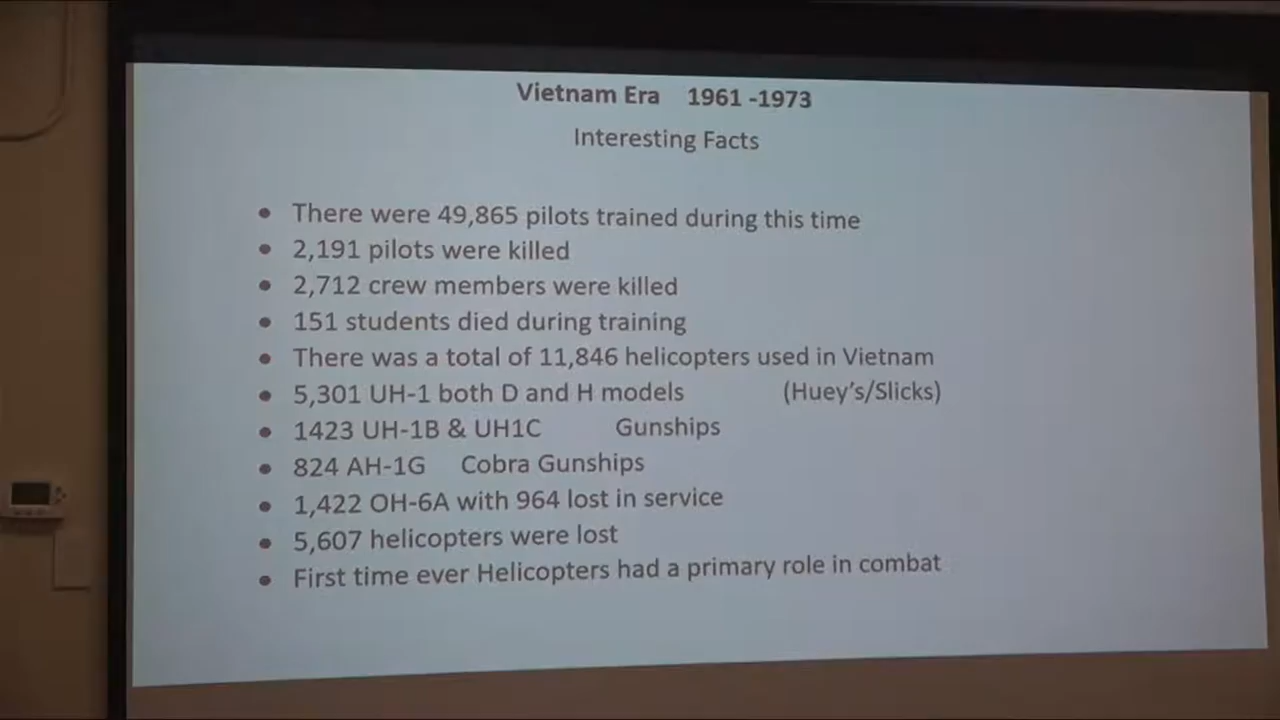 Vietnam Era 1961 -1973
Interesting Facts
• There were 49,865 pilots trained during this time
• 2,191 pilots were killed
• 2,712 crew members were killed
• 151 students died during training
• There was a total of 11,846 helicopters used in Vietnam
• 5,301 UH-1 both D and H models (Huey's/Slicks)
• 1423 UH-1B & UH1C Gunships
• 824 AH-1G Cobra Gunships
• 1,422 OH-6A with 964 lost in service
• 5,607 helicopters were lost
• First time ever Helicopters had a primary role in combat